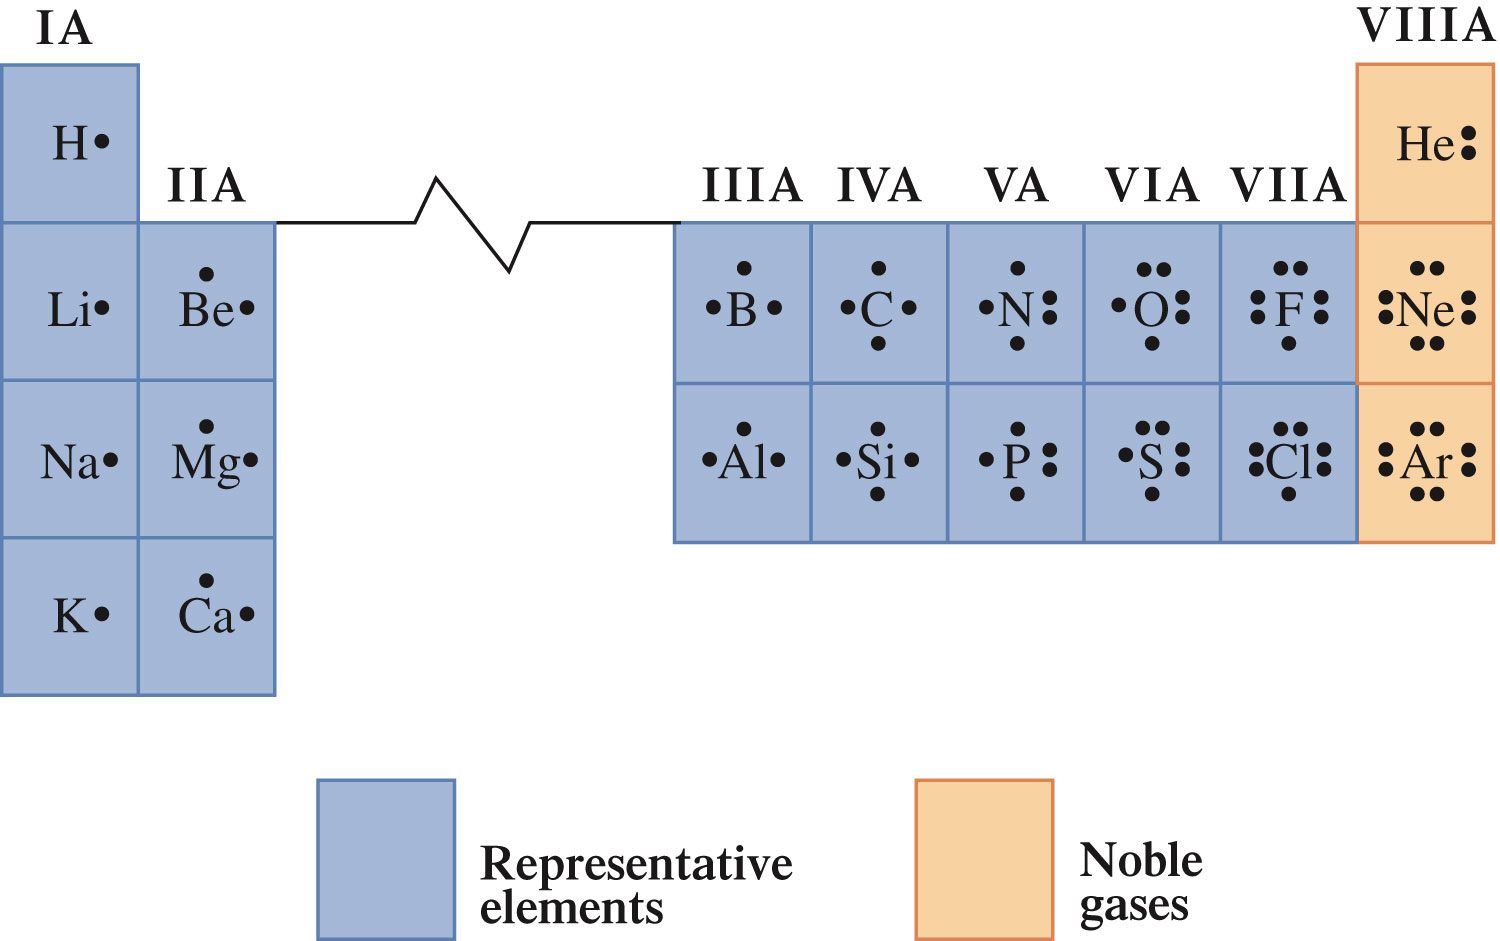 IA
VIIIA
H
He
IIA
IIIA IVA VA VIA VIIA
Li Be B C N O F Ne
Na Mg Al Si P S Cl Ar
K Ca
Representative
elements
Noble
gases